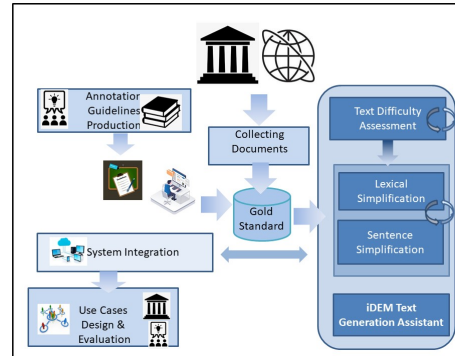 Annotation
Guidelines
Production
Collecting
Documents
Gold
Standard
Text Difficulty
Assessment
Lexical
Simplification
Sentence
Simplification
iDEM Text
Generation Assistant
System Integration
Use Cases
Design &
Evaluation